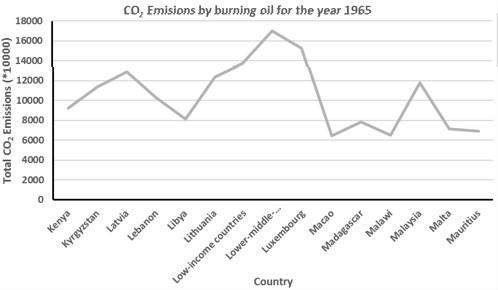 CO₂ Emisions by burning oil for the year 1965
Total CO₂ Emissions (*10000)
18000
16000
14000
12000
10000
8000
6000
4000
2000
0
Kenya
Kyrgyzstan
Latvia
Lebanon
Libya
Lithuania
Low-income countries
Lower-middle-...
Luxembourg
Macao
Madagascar
Malawi
Malaysia
Malta
Mauritius
Country